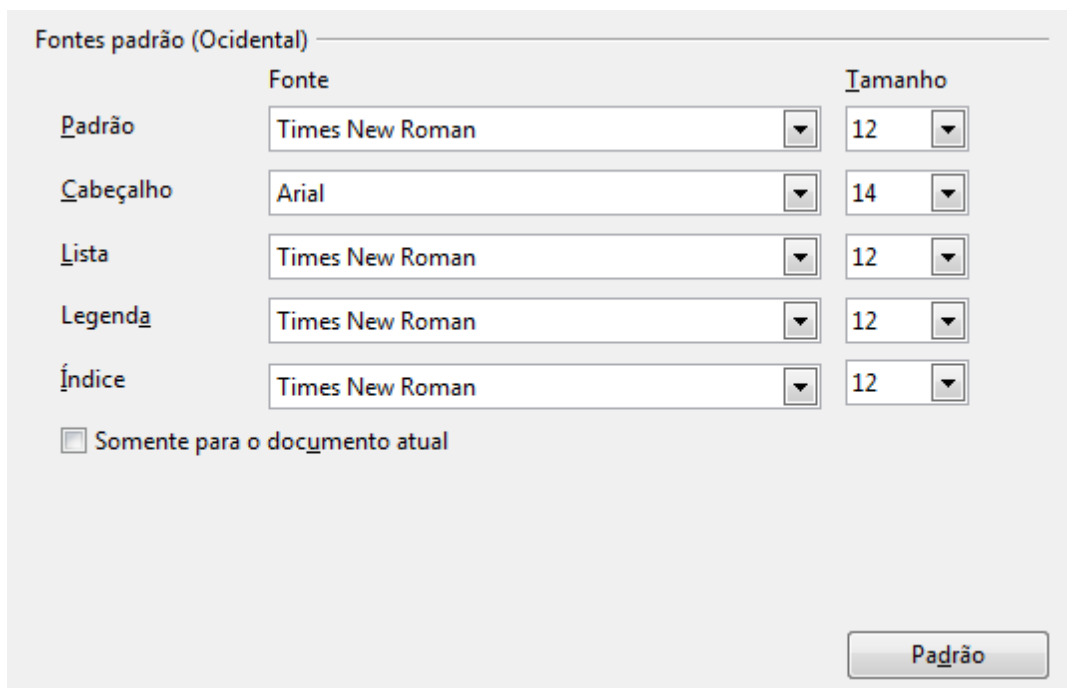 Fontes padrão (Ocidental)
Fonte Tamanho
Padrão Times New Roman 12
Cabeçalho Arial 14
Lista Times New Roman 12
Legenda Times New Roman 12
Índice Times New Roman 12
Somente para o documento atual
Padrão